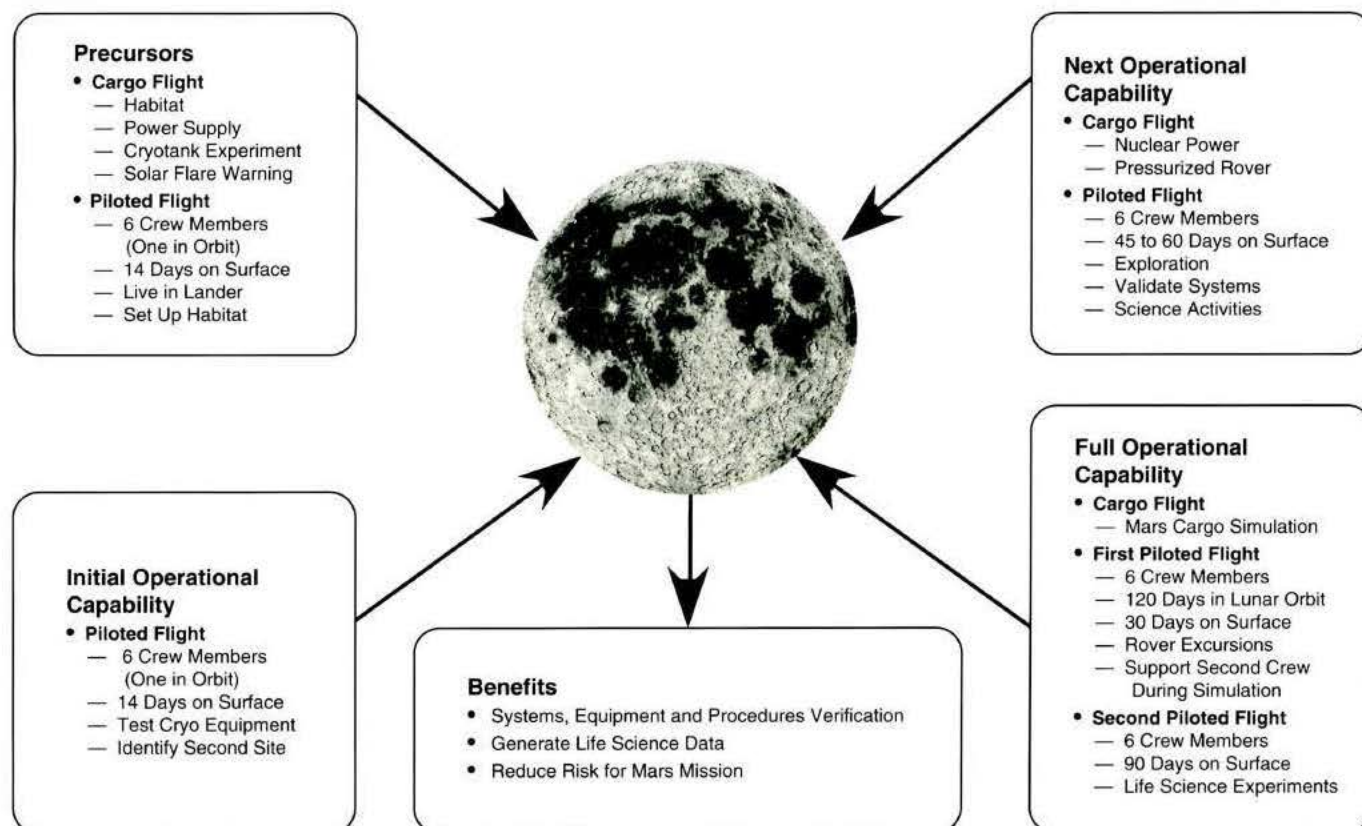 Precursors
• Cargo Flight
— Habitat
— Power Supply
— Cryotank Experiment
— Solar Flare Warning
• Piloted Flight
— 6 Crew Members
(One in Orbit)
— 14 Days on Surface
— Live in Lander
— Set Up Habitat
Next Operational
Capability
• Cargo Flight
— Nuclear Power
— Pressurized Rover
• Piloted Flight
— 6 Crew Members
— 45 to 60 Days on Surface
— Exploration
— Validate Systems
— Science Activities
Initial Operational
Capability
• Piloted Flight
— 6 Crew Members
(One in Orbit)
— 14 Days on Surface
— Test Cryo Equipment
— Identify Second Site
Full Operational
Capability
• Cargo Flight
— Mars Cargo Simulation
• First Piloted Flight
— 6 Crew Members
— 120 Days in Lunar Orbit
— 30 Days on Surface
— Rover Excursions
— Support Second Crew
During Simulation
• Second Piloted Flight
— 6 Crew Members
— 90 Days on Surface
— Life Science Experiments
Benefits
• Systems, Equipment and Procedures Verification
• Generate Life Science Data
• Reduce Risk for Mars Mission